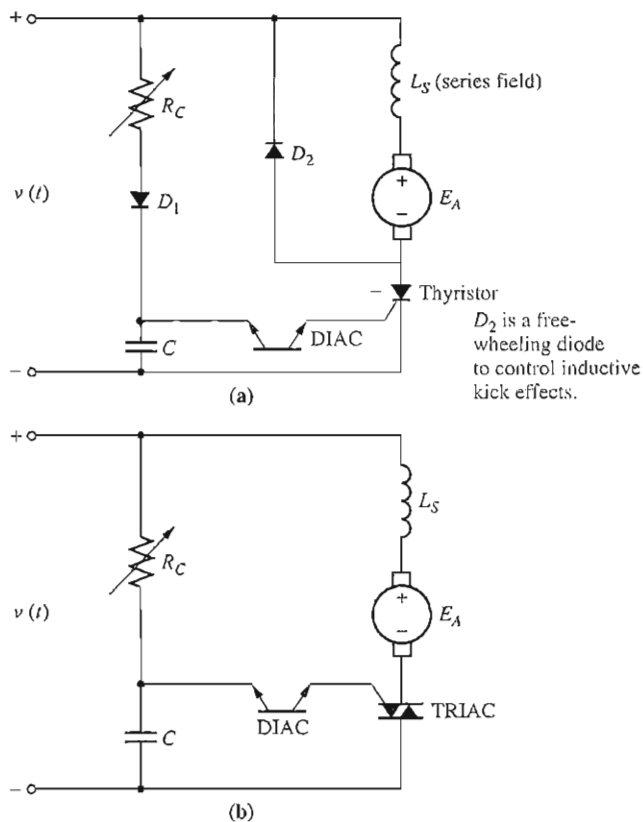 +
R_C
L_S (series field)
D_2
v (t)
D_1
+
E_A
−
− Thyristor
DIAC
D_2 is a free-
wheeling diode
to control inductive
kick effects.
C
−
(a)
+
L_S
R_C
v (t)
+
E_A
−
DIAC
TRIAC
C
−
(b)